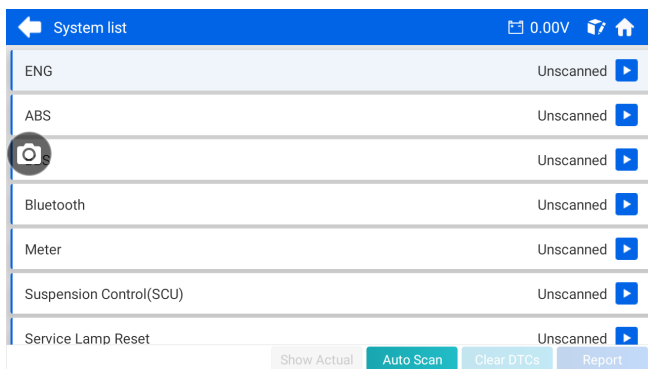 System list 0.00V
ENG Unscanned
ABS Unscanned
Unscanned
Bluetooth Unscanned
Meter Unscanned
Suspension Control(SCU) Unscanned
Service Lamp Reset Unscanned
Show Actual Auto Scan Clear DTCs Report